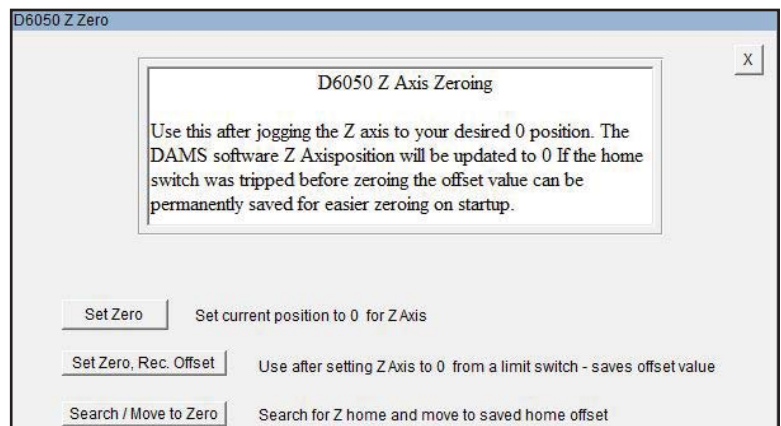 D6050 Z Zero
X
D6050 Z Axis Zeroing
Use this after jogging the Z axis to your desired 0 position. The
DAMS software Z Axisposition will be updated to 0 If the home
switch was tripped before zeroing the offset value can be
permanently saved for easier zeroing on startup.
Set Zero Set current position to 0 for Z Axis
Set Zero, Rec. Offset Use after setting Z Axis to 0 from a limit switch - saves offset value
Search / Move to Zero Search for Z home and move to saved home offset